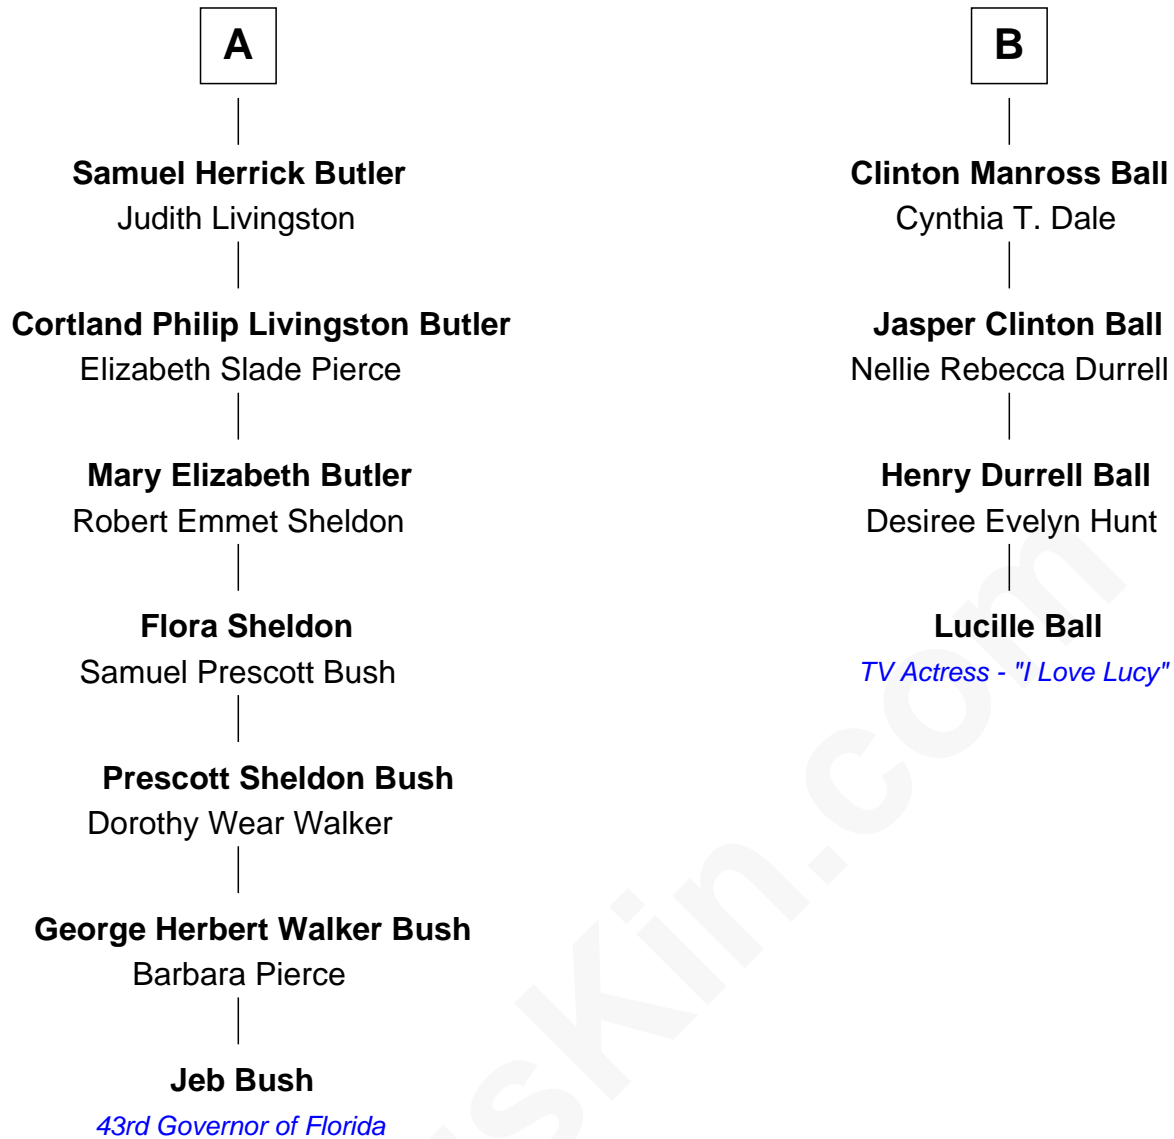 A
Samuel Herrick Butler
Judith Livingston
Cortland Philip Livingston Butler
Elizabeth Slade Pierce
Mary Elizabeth Butler
Robert Emmet Sheldon
Flora Sheldon
Samuel Prescott Bush
Prescott Sheldon Bush
Dorothy Wear Walker
George Herbert Walker Bush
Barbara Pierce
Jeb Bush
43rd Governor of Florida
B
Clinton Manross Ball
Cynthia T. Dale
Jasper Clinton Ball
Nellie Rebecca Durrell
Henry Durrell Ball
Desiree Evelyn Hunt
Lucille Ball
TV Actress - "I Love Lucy"